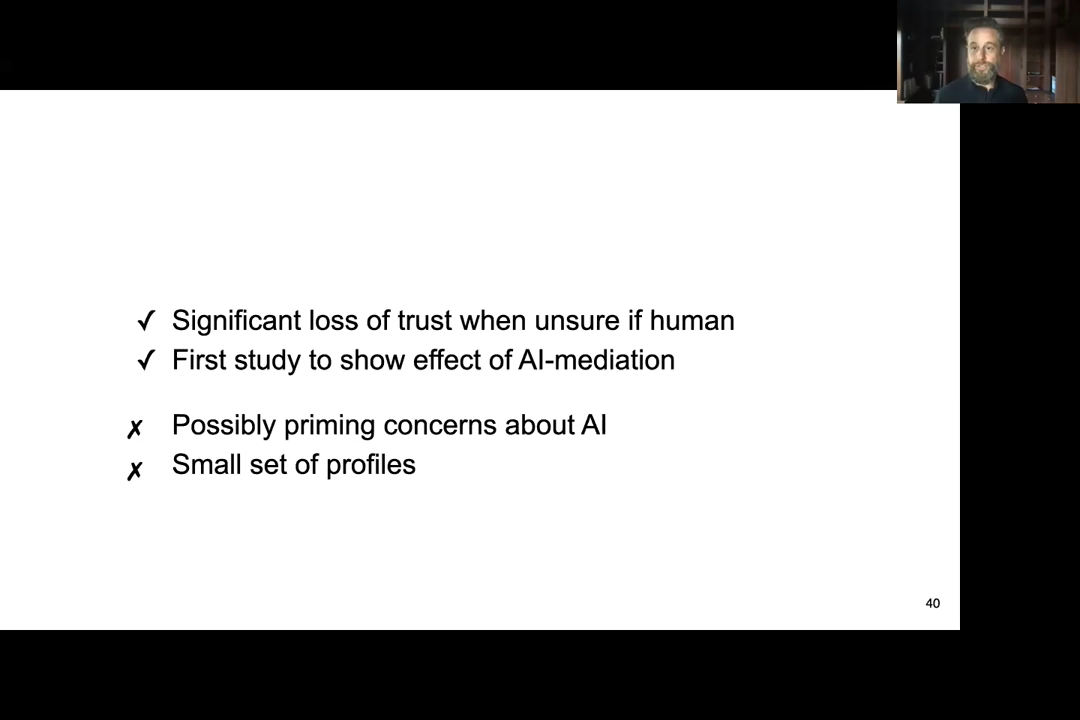 ✓ Significant loss of trust when unsure if human
✓ First study to show effect of AI-mediation
✗ Possibly priming concerns about AI
✗ Small set of profiles
40